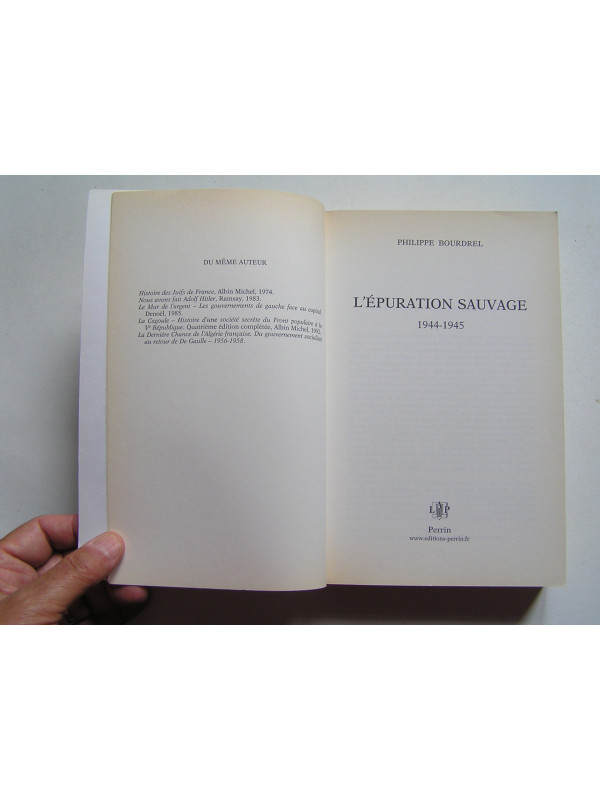 DU MÊME AUTEUR
Histoire des Juifs de France, Albin Michel, 1974.
Nous avons fait Adolf Hitler, Ramsay, 1983.
Le Mur de l'argent – Les gouvernements de gauche face au capital,
Denoël, 1985.
La Cagoule – Histoire d'une société secrète du Front populaire à la
Vᵉ République. Quatrième édition complétée, Albin Michel, 1992.
La Dernière Chance de l'Algérie française. Du gouvernement socialiste
au retour de De Gaulle – 1956-1958.
PHILIPPE BOURDREL
L'ÉPURATION SAUVAGE
1944-1945
Perrin
www.editions-perrin.fr